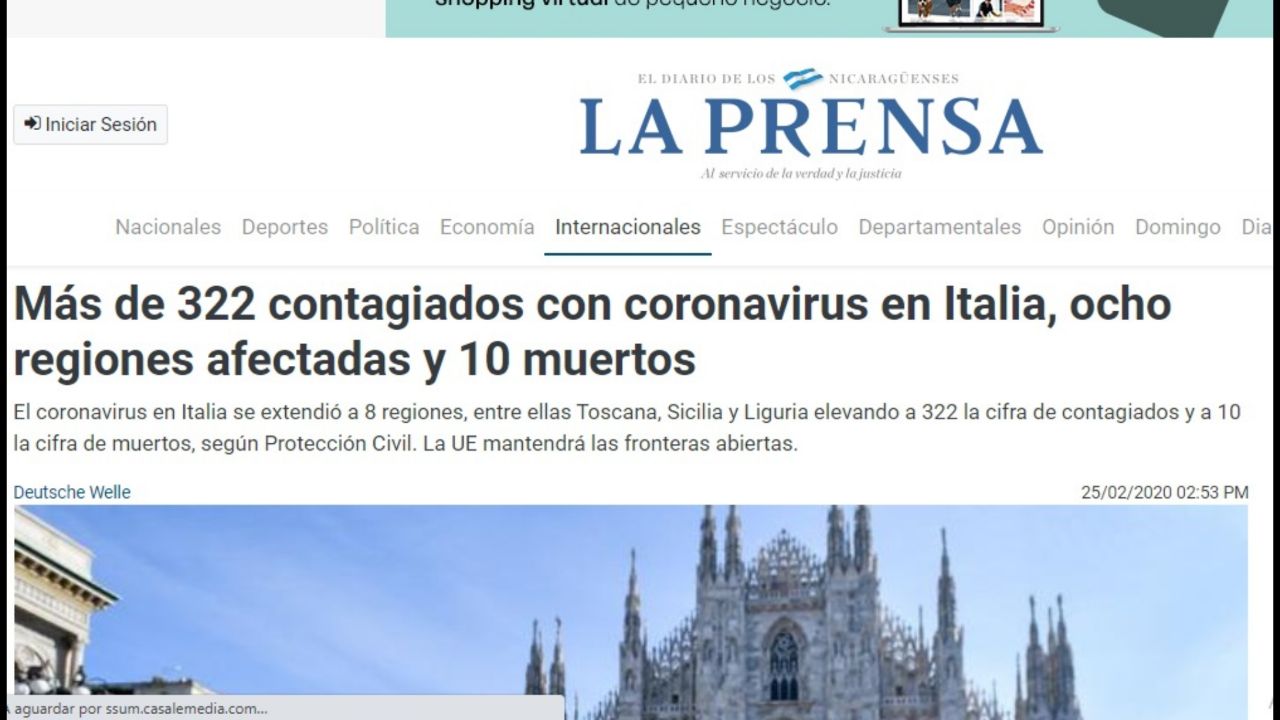 shopping virtual de pequeño negocio.
EL DIARIO DE LOS NICARAGÜENSES
Iniciar Sesión
LA PRENSA
Al servicio de la verdad y la justicia
Nacionales Deportes Política Economía Internacionales Espectáculo Departamentales Opinión Domingo Dia
Más de 322 contagiados con coronavirus en Italia, ocho
regiones afectadas y 10 muertos
El coronavirus en Italia se extendió a 8 regiones, entre ellas Toscana, Sicilia y Liguria elevando a 322 la cifra de contagiados y a 10
la cifra de muertos, según Protección Civil. La UE mantendrá las fronteras abiertas.
Deutsche Welle 25/02/2020 02:53 PM
A aguardar por ssum.casalemedia.com...